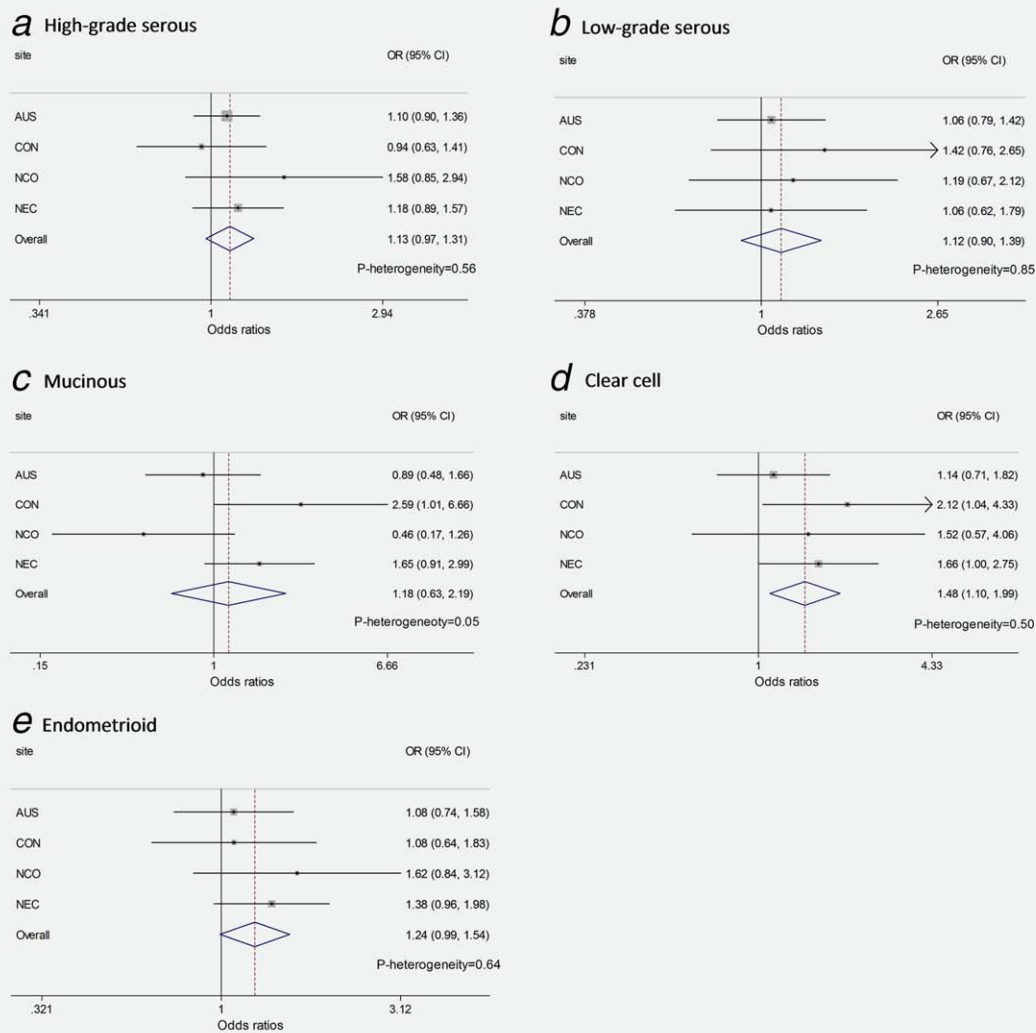 a High-grade serous
site OR (95% CI)
AUS 1.10 (0.90, 1.36)
CON 0.94 (0.63, 1.41)
NCO 1.58 (0.85, 2.94)
NEC 1.18 (0.89, 1.57)
Overall 1.13 (0.97, 1.31)
P-heterogeneity=0.56
.341 1 2.94
Odds ratios
b Low-grade serous
site OR (95% CI)
AUS 1.06 (0.79, 1.42)
CON 1.42 (0.76, 2.65)
NCO 1.19 (0.67, 2.12)
NEC 1.06 (0.62, 1.79)
Overall 1.12 (0.90, 1.39)
P-heterogeneity=0.85
.378 1 2.65
Odds ratios
c Mucinous
site OR (95% CI)
AUS 0.89 (0.48, 1.66)
CON 2.59 (1.01, 6.66)
NCO 0.46 (0.17, 1.26)
NEC 1.65 (0.91, 2.99)
Overall 1.18 (0.63, 2.19)
P-heterogeneoty=0.05
.15 1 6.66
Odds ratios
d Clear cell
site OR (95% CI)
AUS 1.14 (0.71, 1.82)
CON 2.12 (1.04, 4.33)
NCO 1.52 (0.57, 4.06)
NEC 1.66 (1.00, 2.75)
Overall 1.48 (1.10, 1.99)
P-heterogeneity=0.50
.231 1 4.33
Odds ratios
e Endometrioid
site OR (95% CI)
AUS 1.08 (0.74, 1.58)
CON 1.08 (0.64, 1.83)
NCO 1.62 (0.84, 3.12)
NEC 1.38 (0.96, 1.98)
Overall 1.24 (0.99, 1.54)
P-heterogeneity=0.64
.321 1 3.12
Odds ratios